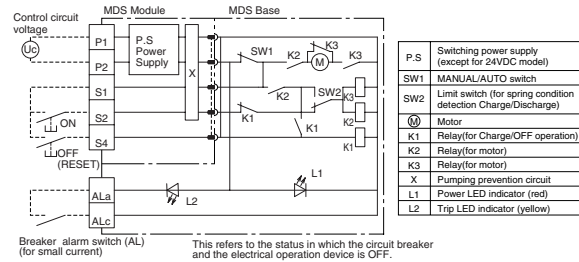 Control circuit
voltage
MDS Module
MDS Base
Uc
P1
P2
S1
S2
S4
P.S
Power
Supply
X
SW1
K2
K3
M
K3
K2
SW2
K3
K1
K2
K1
K1
ON
OFF
(RESET)
L1
L2
ALa
ALc
Breaker alarm switch (AL)
(for small current)
This refers to the status in which the circuit breaker
and the electrical operation device is OFF.
P.S Switching power supply
(except for 24VDC model)
SW1 MANUAL/AUTO switch
SW2 Limit switch (for spring condition
detection Charge/Discharge)
M Motor
K1 Relay(for Charge/OFF operation)
K2 Relay(for motor)
K3 Relay(for motor)
X Pumping prevention circuit
L1 Power LED indicator (red)
L2 Trip LED indicator (yellow)